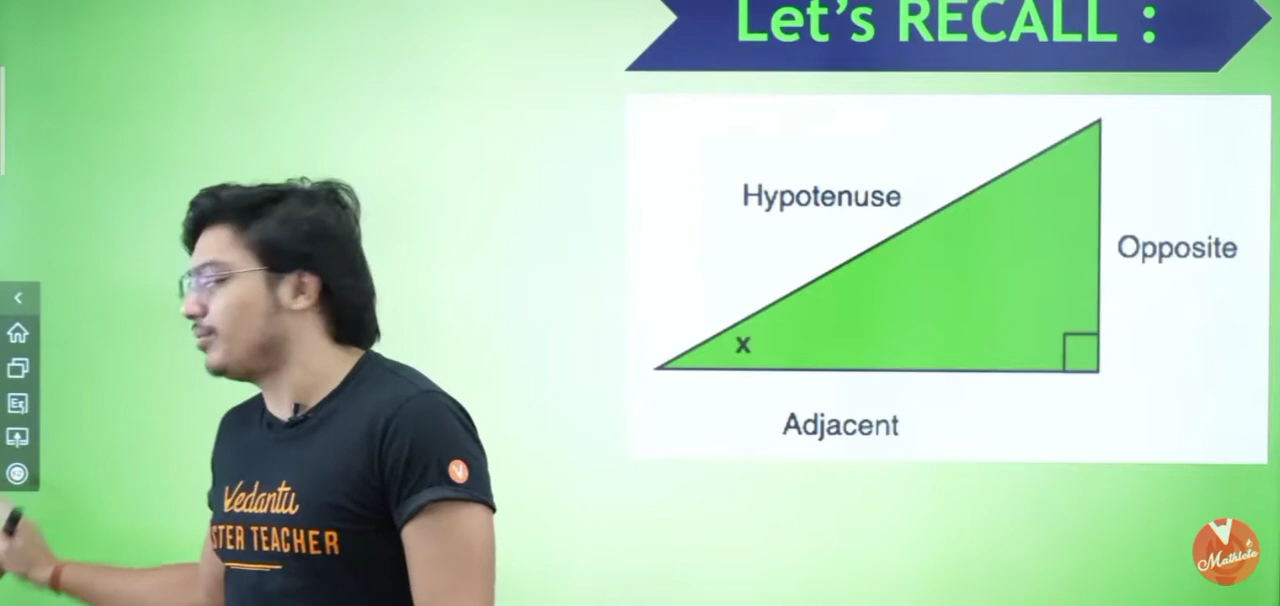 Let's RECALL :
Hypotenuse
Opposite
x
Adjacent
Vedantu
STER TEACHER
V
V
Mathlete